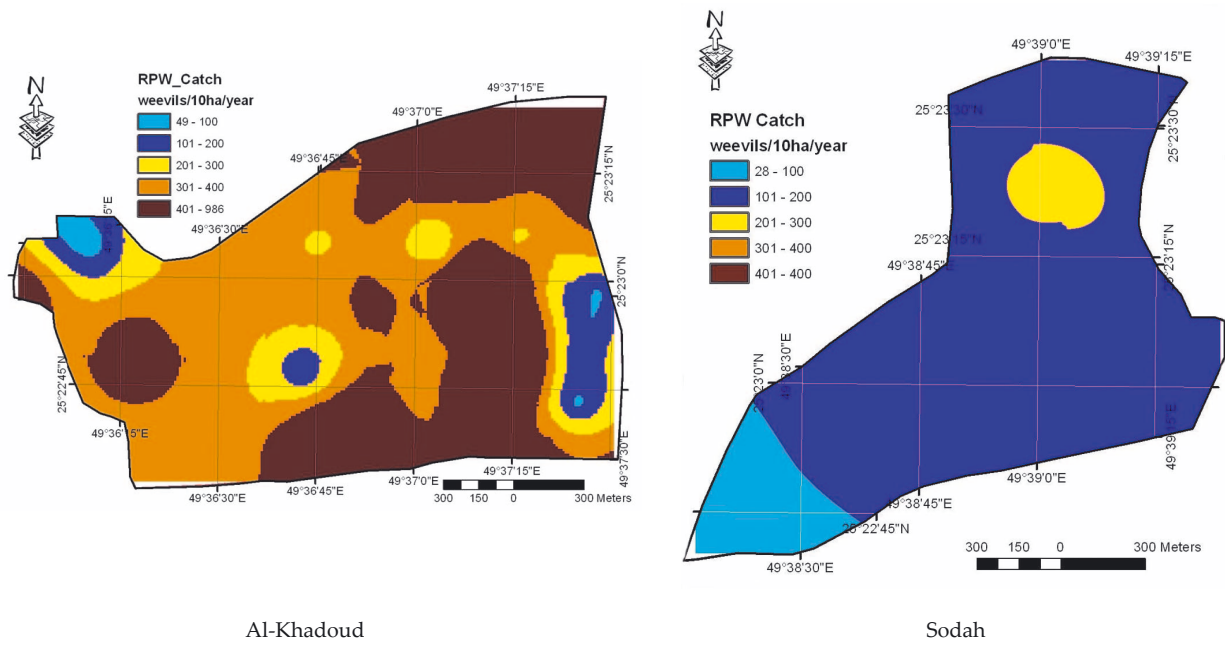 N
RPW_Catch
weevils/10ha/year
49 - 100
101 - 200
201 - 300
301 - 400
401 - 986
49°37'15"E
49°37'0"E
49°36'45"E
49°36'30"E
25°23'15"N
25°23'0"N
25°22'45"N
49°36'15"E
49°36'30"E
49°36'45"E
49°37'0"E
49°37'15"E
49°37'30"E
300 150 0 300 Meters
Al-Khadoud
N
RPW Catch
weevils/10ha/year
28 - 100
101 - 200
201 - 300
301 - 400
401 - 400
49°39'0"E
49°39'15"E
25°23'30"N
25°23'30"N
25°23'15"N
25°23'15"N
49°38'45"E
49°38'30"E
25°23'0"N
49°39'15"E
49°39'0"E
49°38'45"E
25°22'45"N
49°38'30"E
300 150 0 300 Meters
Sodah